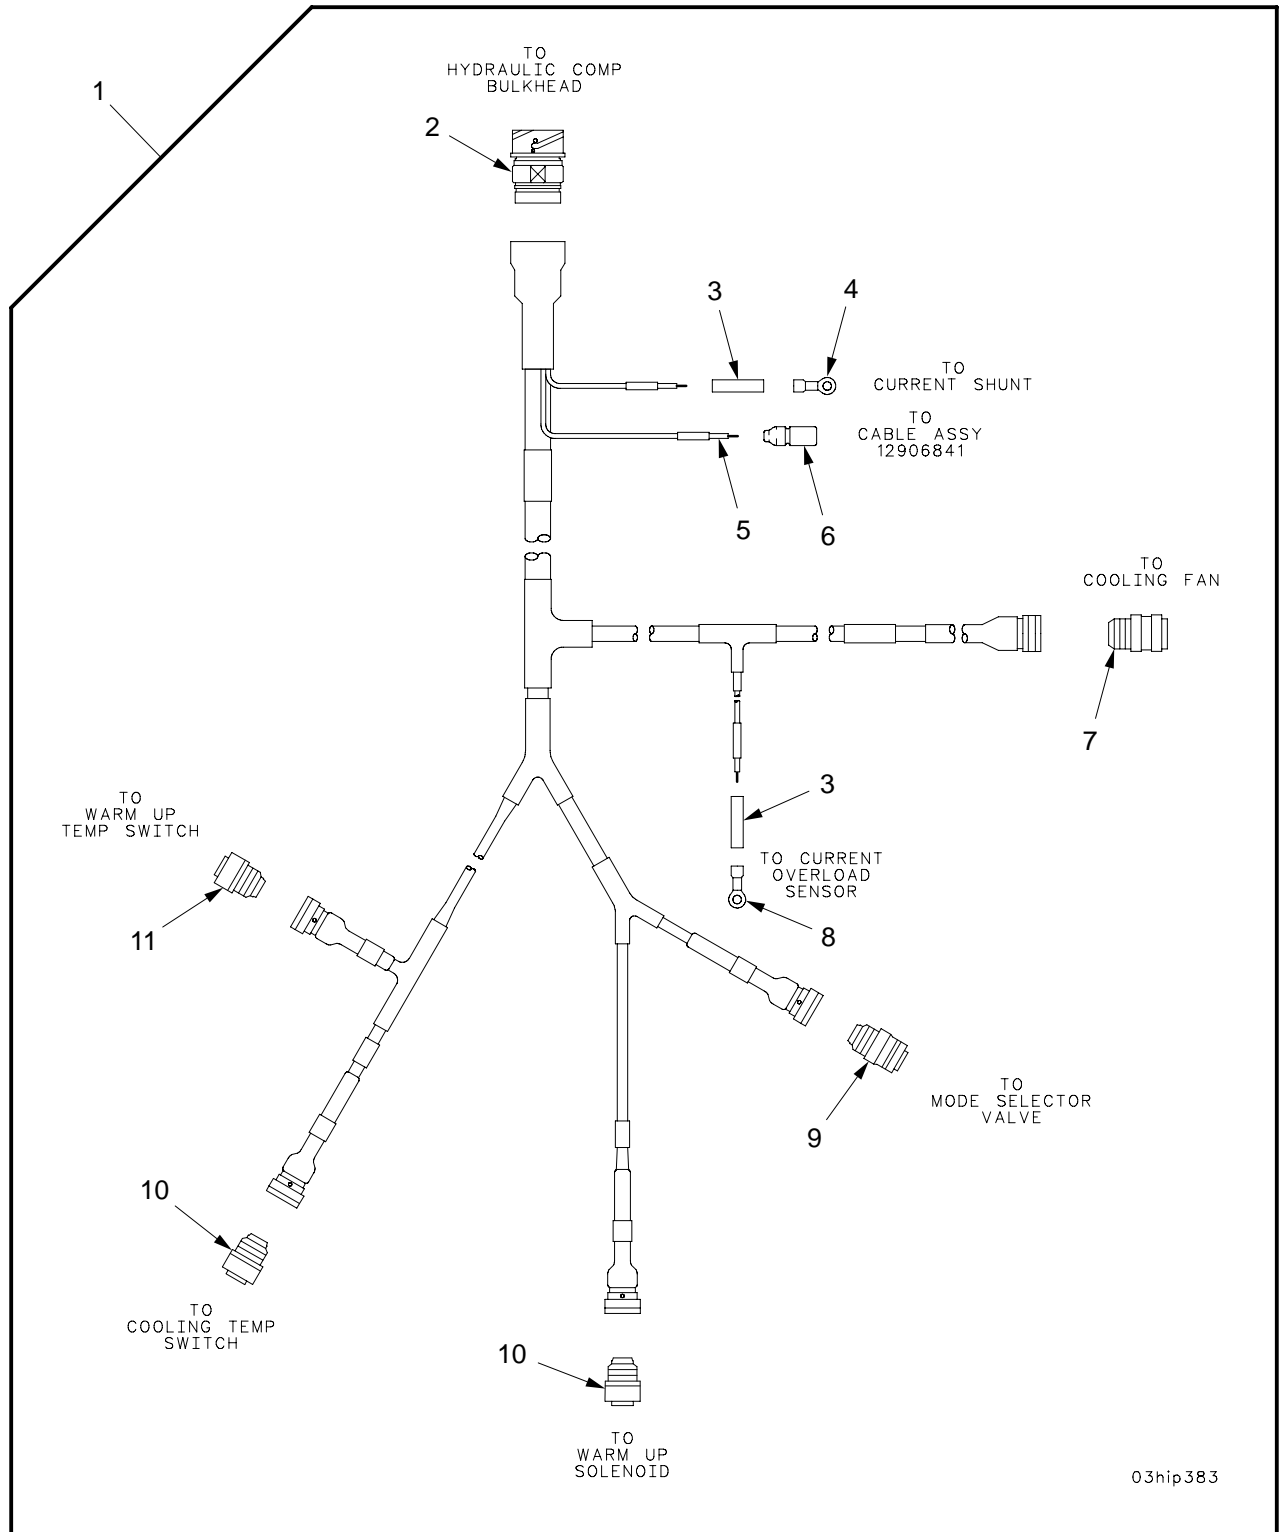 TO
HYDRAULIC COMP
BULKHEAD
1
2
3
4
TO
CURRENT SHUNT
TO
CABLE ASSY
12906841
5
6
TO
COOLING FAN
7
TO
WARM UP
TEMP SWITCH
3
TO CURRENT
OVERLOAD
SENSOR
11
8
TO
MODE SELECTOR
VALVE
9
10
TO
COOLING TEMP
SWITCH
10
TO
WARM UP
SOLENOID
03hip383